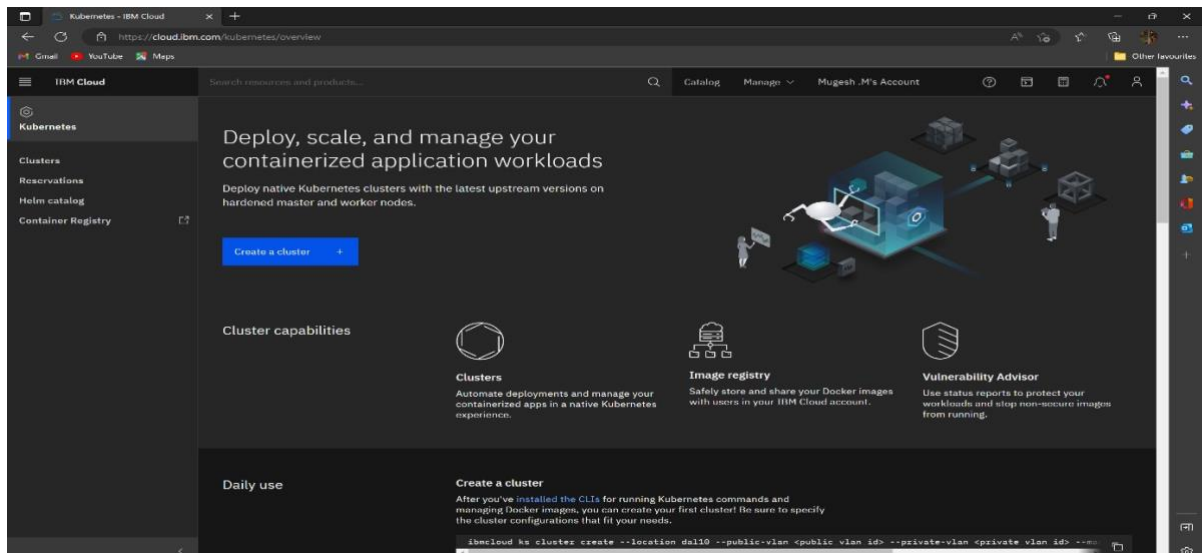 Kubernetes - IBM Cloud
https://cloud.ibm.com/kubernetes/overview
Gmail YouTube Maps Other favourites
IBM Cloud Search resources and products... Catalog Manage Mugesh .M's Account
Kubernetes
Clusters
Reservations
Helm catalog
Container Registry
Deploy, scale, and manage your
containerized application workloads
Deploy native Kubernetes clusters with the latest upstream versions on
hardened master and worker nodes.
Create a cluster +
Cluster capabilities
Clusters
Automate deployments and manage your
containerized apps in a native Kubernetes
experience.
Image registry
Safely store and share your Docker images
with users in your IBM Cloud account.
Vulnerability Advisor
Use status reports to protect your
workloads and stop non-secure images
from running.
Daily use
Create a cluster
After you've installed the CLIs for running Kubernetes commands and
managing Docker images, you can create your first cluster! Be sure to specify
the cluster configurations that fit your needs.
ibmcloud ks cluster create --location dal10 --public-vlan <public vlan id> --private-vlan <private vlan id>